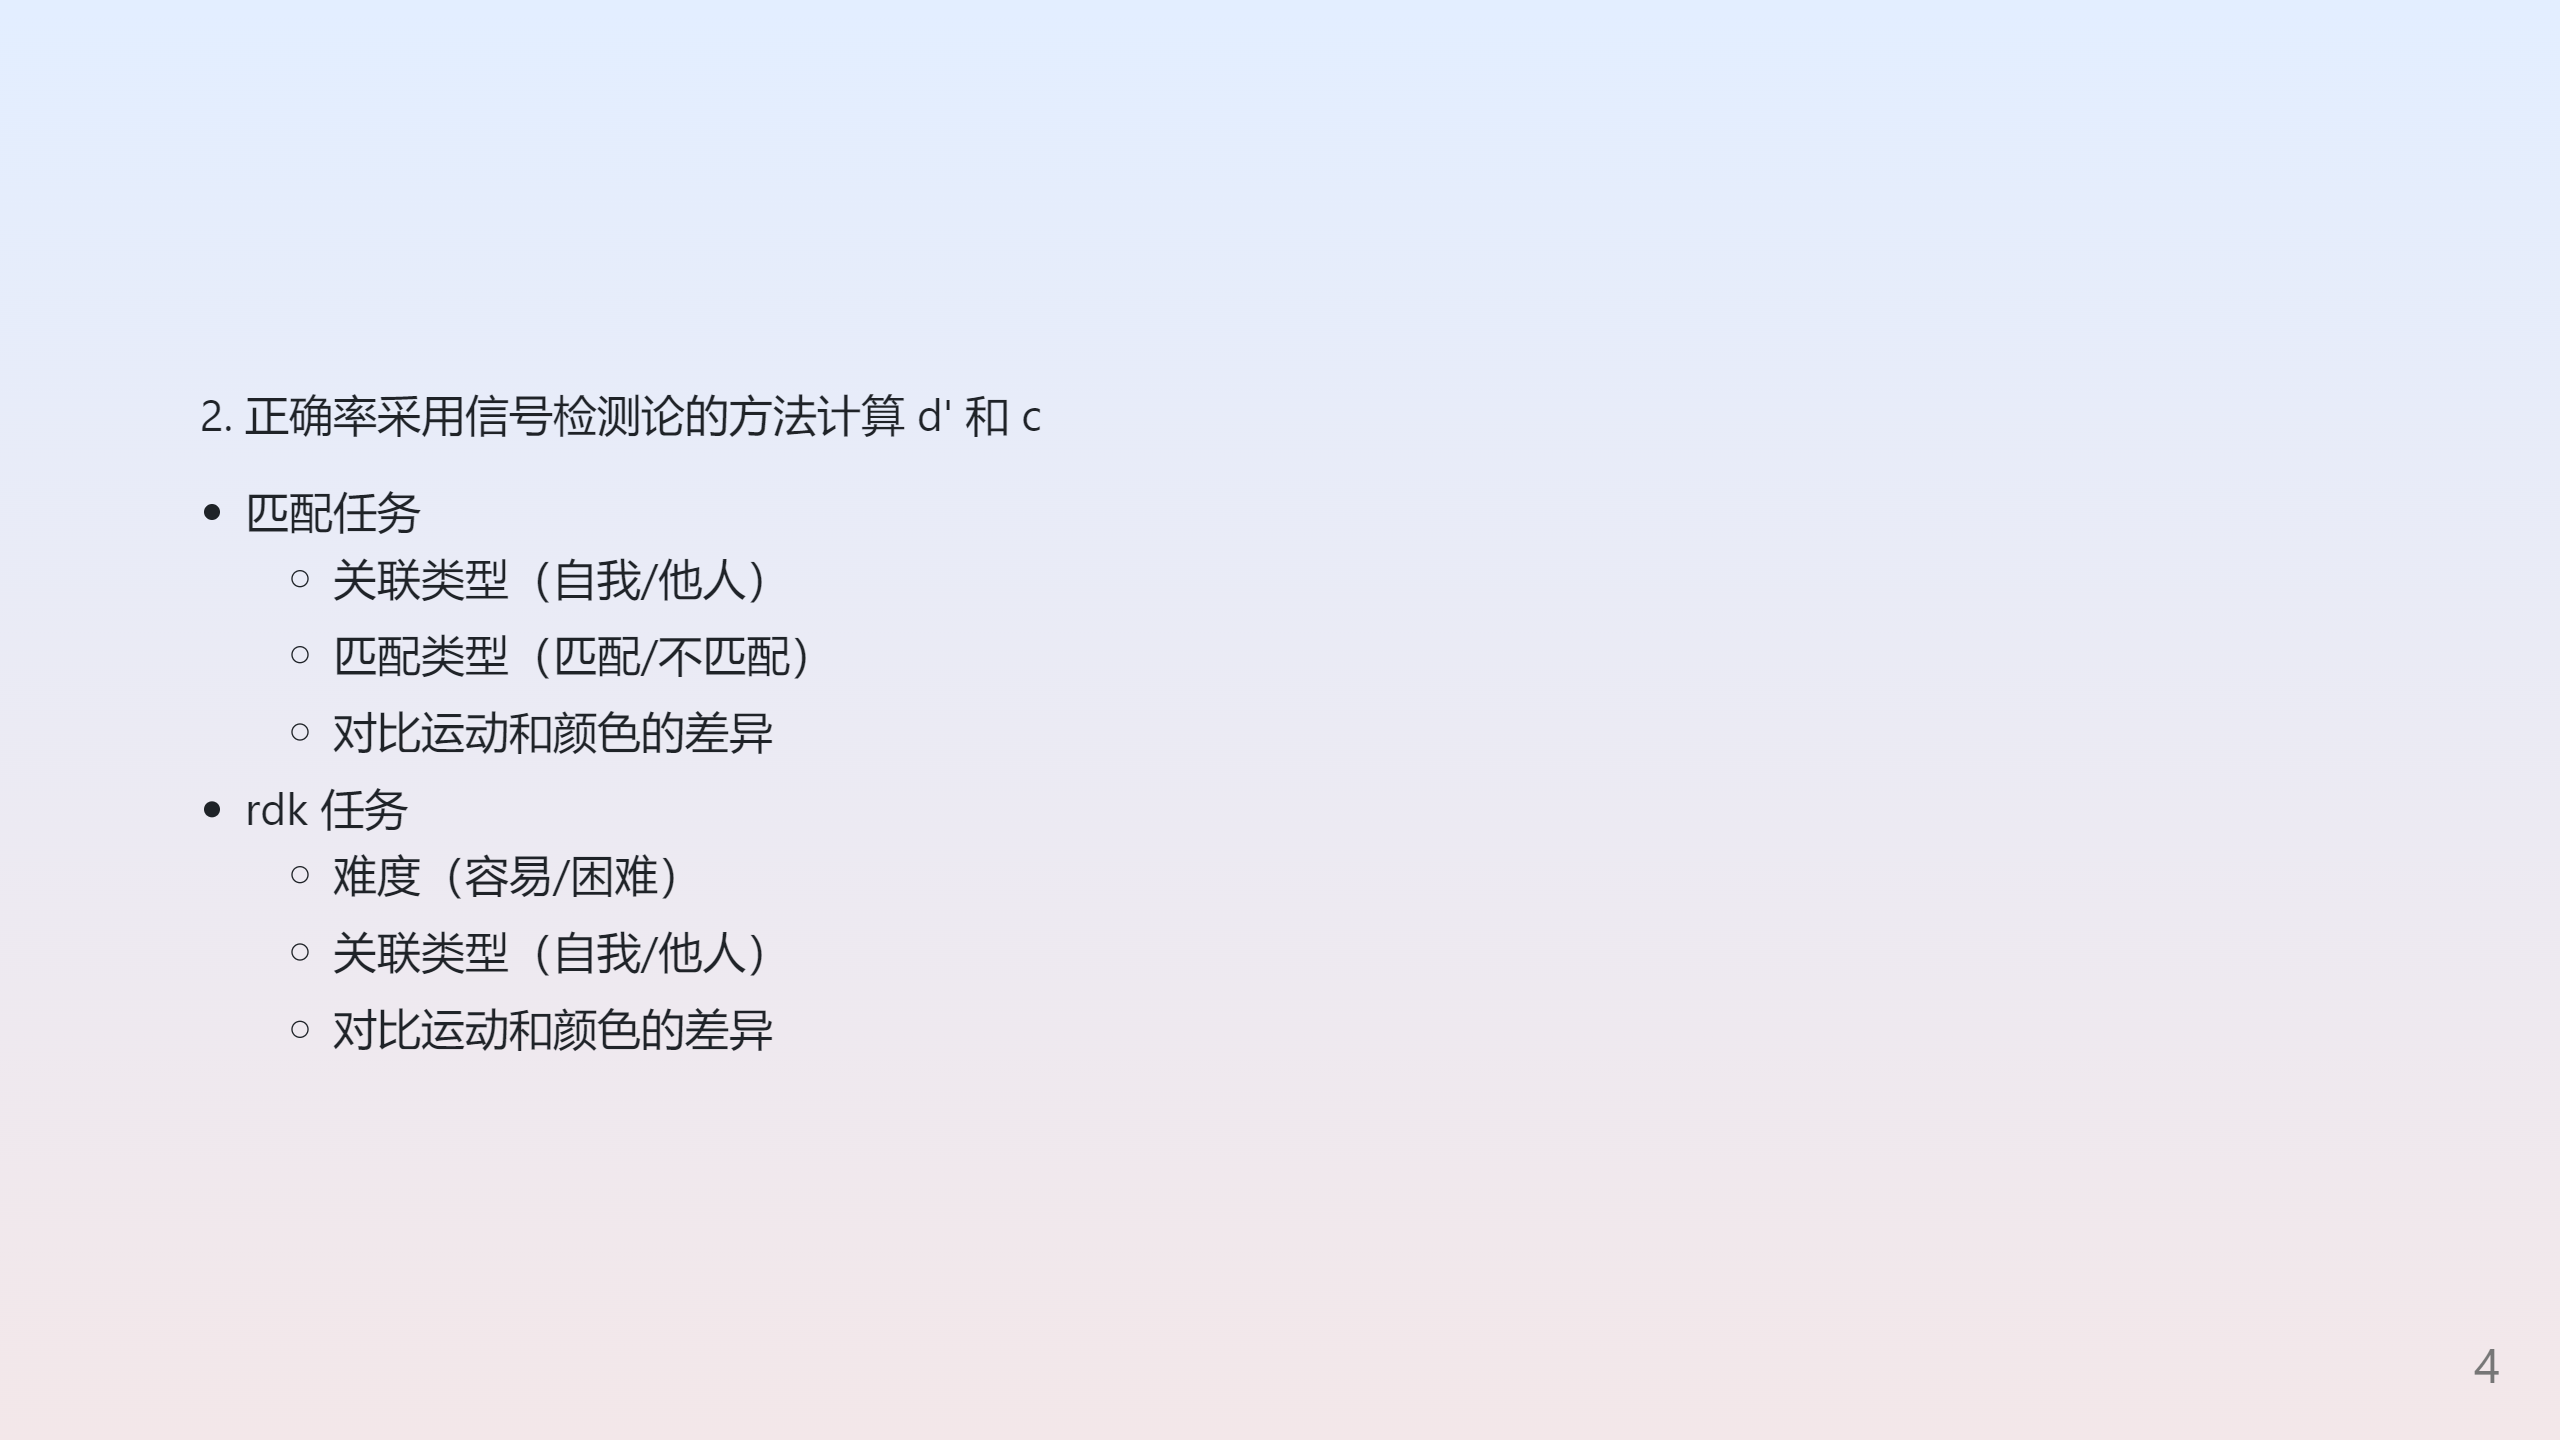 2. 正确率采用信号检测论的方法计算 d' 和 c
• 匹配任务
○ 关联类型（自我/他人）
○ 匹配类型（匹配/不匹配）
○ 对比运动和颜色的差异
• rdk 任务
○ 难度（容易/困难）
○ 关联类型（自我/他人）
○ 对比运动和颜色的差异
4